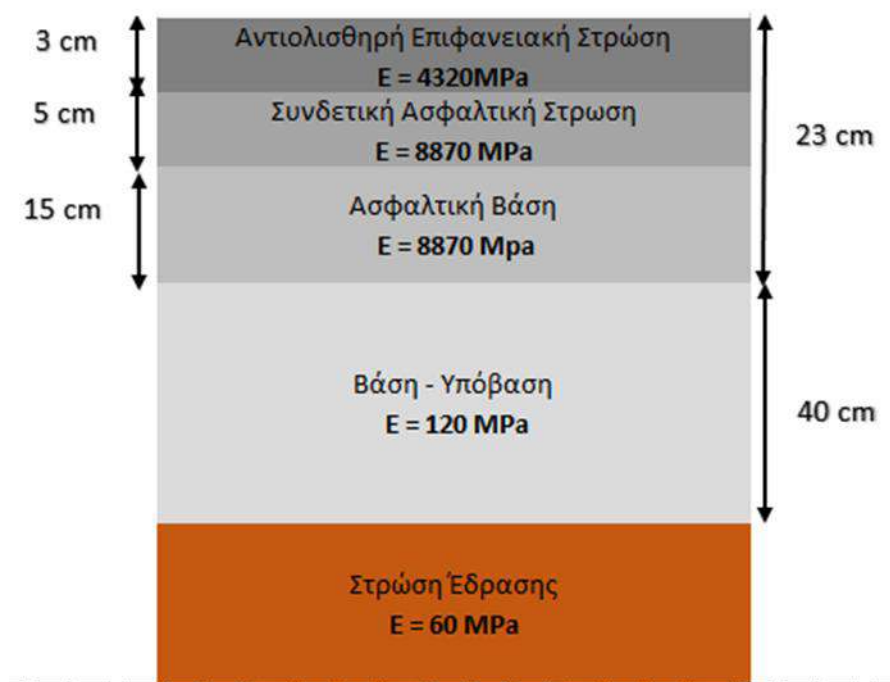 3 cm
Αντιολισθηρή Επιφανειακή Στρώση
E = 4320MPa
5 cm
Συνδετική Ασφαλτική Στρωση
E = 8870 MPa
23 cm
15 cm
Ασφαλτική Βάση
E = 8870 Mpa
Βάση - Υπόβαση
E = 120 MPa
40 cm
Στρώση Έδρασης
E = 60 MPa